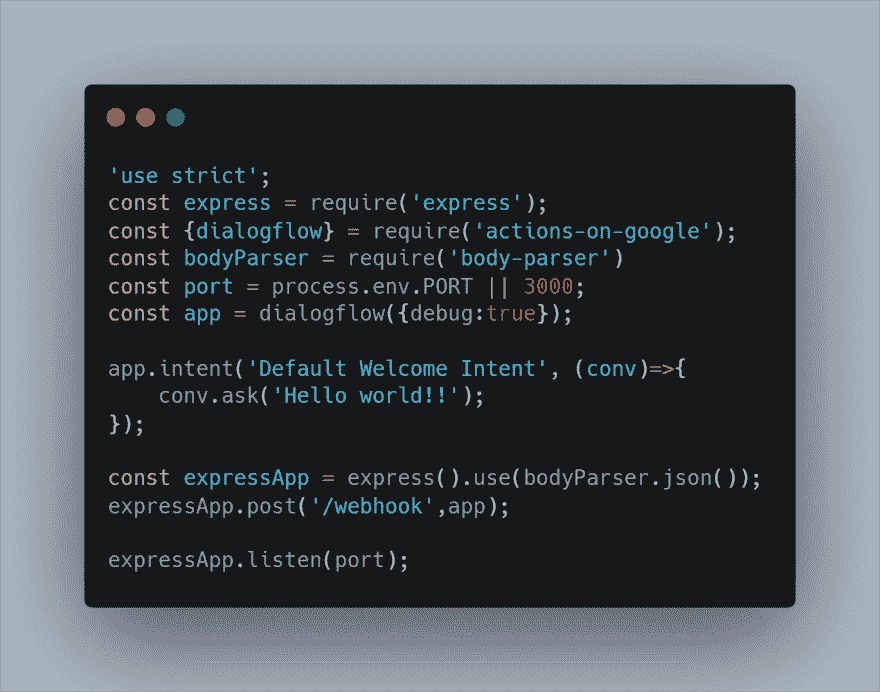 'use strict';
const express = require('express');
const {dialogflow} = require('actions-on-google');
const bodyParser = require('body-parser')
const port = process.env.PORT || 3000;
const app = dialogflow({debug:true});

app.intent('Default Welcome Intent', (conv)=>{
    conv.ask('Hello world!!');
});

const expressApp = express().use(bodyParser.json());
expressApp.post('/webhook',app);

expressApp.listen(port);